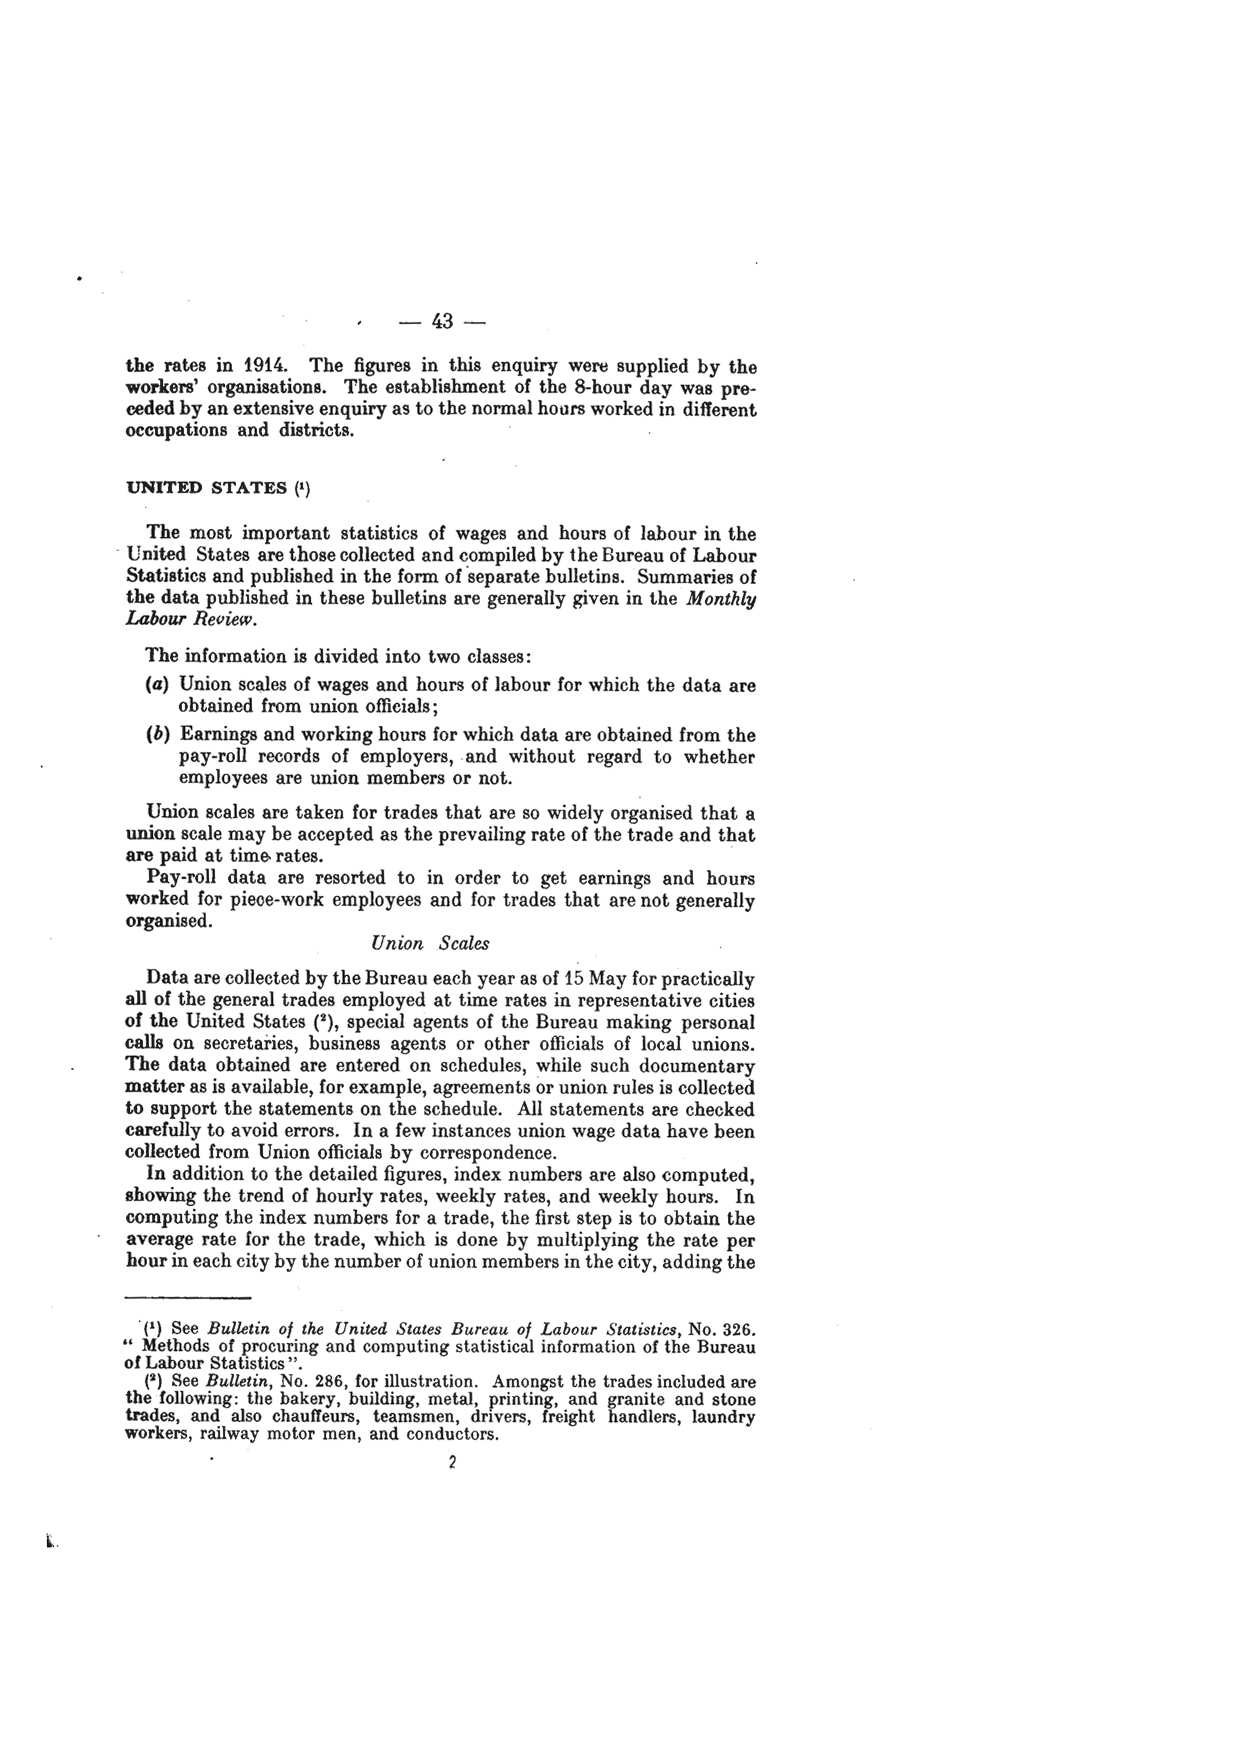 — 43 —
the rates in 1914. The figures in this enquiry were supplied by the
workers' organisations. The establishment of the 8-hour day was pre-
ceded by an extensive enquiry as to the normal hours worked in different
occupations and districts.
UNITED STATES (¹)
The most important statistics of wages and hours of labour in the
United States are those collected and compiled by the Bureau of Labour
Statistics and published in the form of separate bulletins. Summaries of
the data published in these bulletins are generally given in the Monthly
Labour Review.
The information is divided into two classes:
(a) Union scales of wages and hours of labour for which the data are
obtained from union officials;
(b) Earnings and working hours for which data are obtained from the
pay-roll records of employers, and without regard to whether
employees are union members or not.
Union scales are taken for trades that are so widely organised that a
union scale may be accepted as the prevailing rate of the trade and that
are paid at time rates.
Pay-roll data are resorted to in order to get earnings and hours
worked for piece-work employees and for trades that are not generally
organised.
Union Scales
Data are collected by the Bureau each year as of 15 May for practically
all of the general trades employed at time rates in representative cities
of the United States (²), special agents of the Bureau making personal
calls on secretaries, business agents or other officials of local unions.
The data obtained are entered on schedules, while such documentary
matter as is available, for example, agreements or union rules is collected
to support the statements on the schedule. All statements are checked
carefully to avoid errors. In a few instances union wage data have been
collected from Union officials by correspondence.
In addition to the detailed figures, index numbers are also computed,
showing the trend of hourly rates, weekly rates, and weekly hours. In
computing the index numbers for a trade, the first step is to obtain the
average rate for the trade, which is done by multiplying the rate per
hour in each city by the number of union members in the city, adding the
(¹) See Bulletin of the United States Bureau of Labour Statistics, No. 326.
“ Methods of procuring and computing statistical information of the Bureau
of Labour Statistics ”.
(²) See Bulletin, No. 286, for illustration. Amongst the trades included are
the following: the bakery, building, metal, printing, and granite and stone
trades, and also chauffeurs, teamsmen, drivers, freight handlers, laundry
workers, railway motor men, and conductors.
2